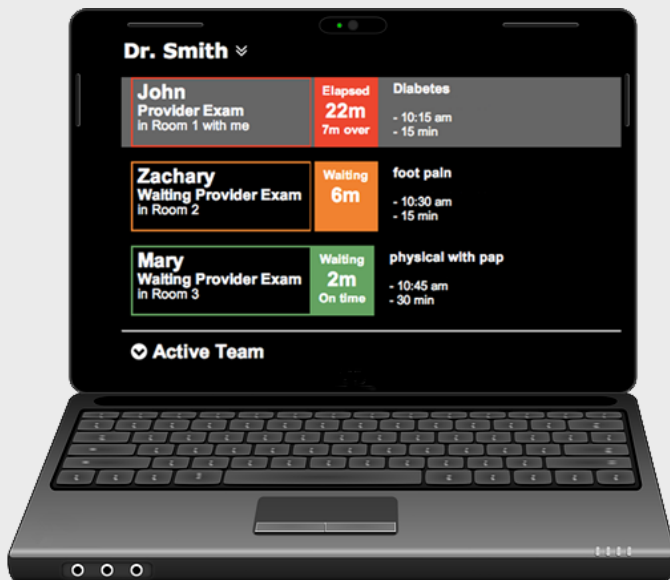 Dr. Smith
John
Provider Exam
in Room 1 with me
Elapsed
22m
7m over
Diabetes
- 10:15 am
- 15 min
Zachary
Waiting Provider Exam
in Room 2
Waiting
6m
foot pain
- 10:30 am
- 15 min
Mary
Waiting Provider Exam
in Room 3
Waiting
2m
On time
physical with pap
- 10:45 am
- 30 min
Active Team